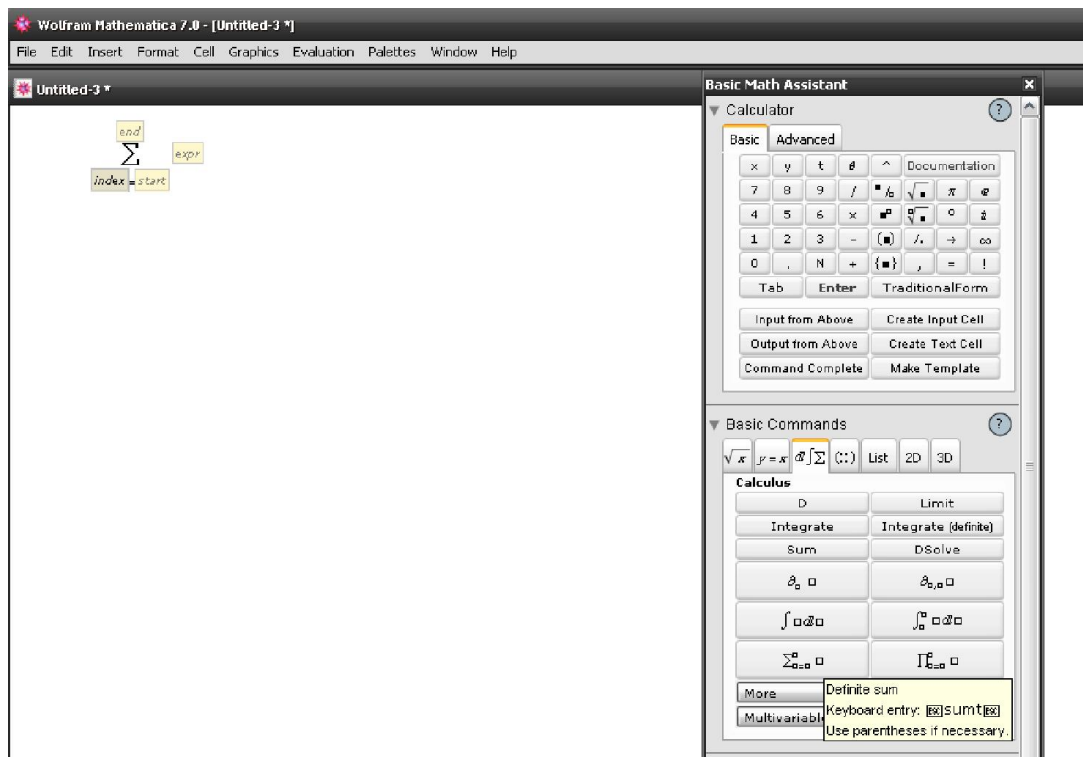 Wolfram Mathematica 7.0 - [Untitled-3 *]
File Edit Insert Format Cell Graphics Evaluation Palettes Window Help
Untitled-3 *
end
∑ expr
index = start
Basic Math Assistant
Calculator ?
Basic Advanced
x y t θ ^ Documentation
7 8 9 / ■/□ √■ π ⅇ
4 5 6 × ■□ □√■ ° ⅈ
1 2 3 - (■) /. → ∞
0 . N + {■} , = !
Tab Enter TraditionalForm
Input from Above Create Input Cell
Output from Above Create Text Cell
Command Complete Make Template
Basic Commands ?
√x y=x ⅆ∫∑ (::) List 2D 3D
Calculus
D Limit
Integrate Integrate (definite)
Sum DSolve
∂□ □ ∂□,□ □
∫□ⅆ□ ∫□□ □ⅆ□
∑□□=□ □ ∏□□=□ □
More
Multivariabl
Definite sum
Keyboard entry: ESC sumt ESC
Use parentheses if necessary.